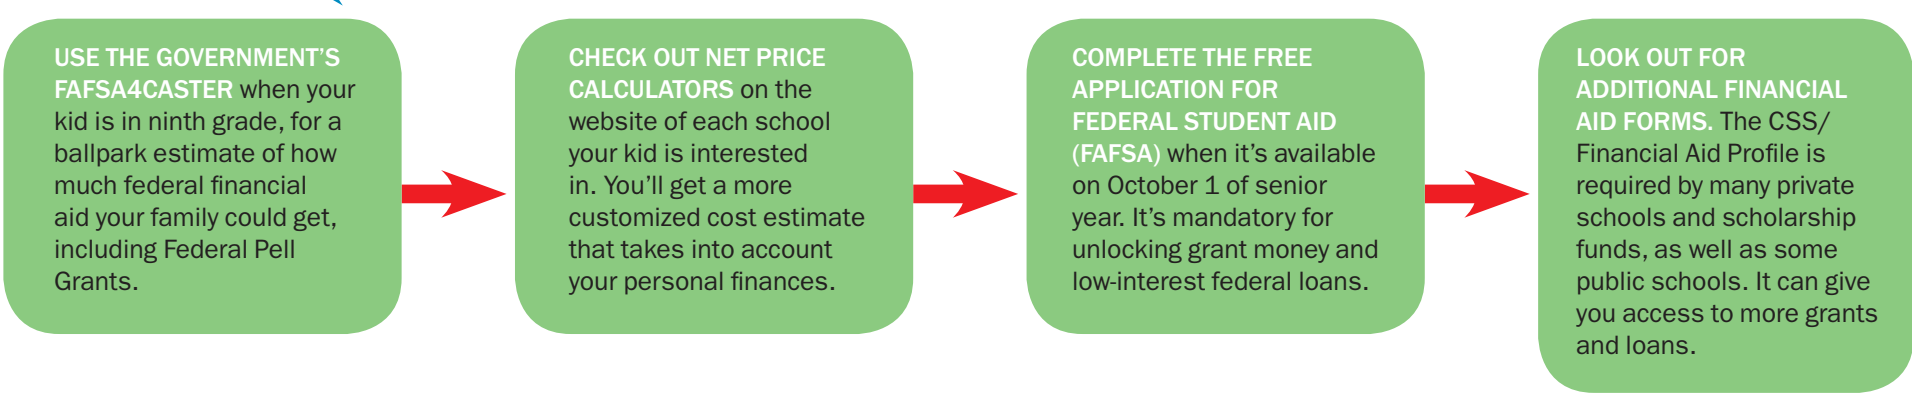 USE THE GOVERNMENT’S
FAFSA4CASTER when your
kid is in ninth grade, for a
ballpark estimate of how
much federal financial
aid your family could get,
including Federal Pell
Grants.
CHECK OUT NET PRICE
CALCULATORS on the
website of each school
your kid is interested
in. You’ll get a more
customized cost estimate
that takes into account
your personal finances.
COMPLETE THE FREE
APPLICATION FOR
FEDERAL STUDENT AID
(FAFSA) when it’s available
on October 1 of senior
year. It’s mandatory for
unlocking grant money and
low-interest federal loans.
LOOK OUT FOR
ADDITIONAL FINANCIAL
AID FORMS. The CSS/
Financial Aid Profile is
required by many private
schools and scholarship
funds, as well as some
public schools. It can give
you access to more grants
and loans.